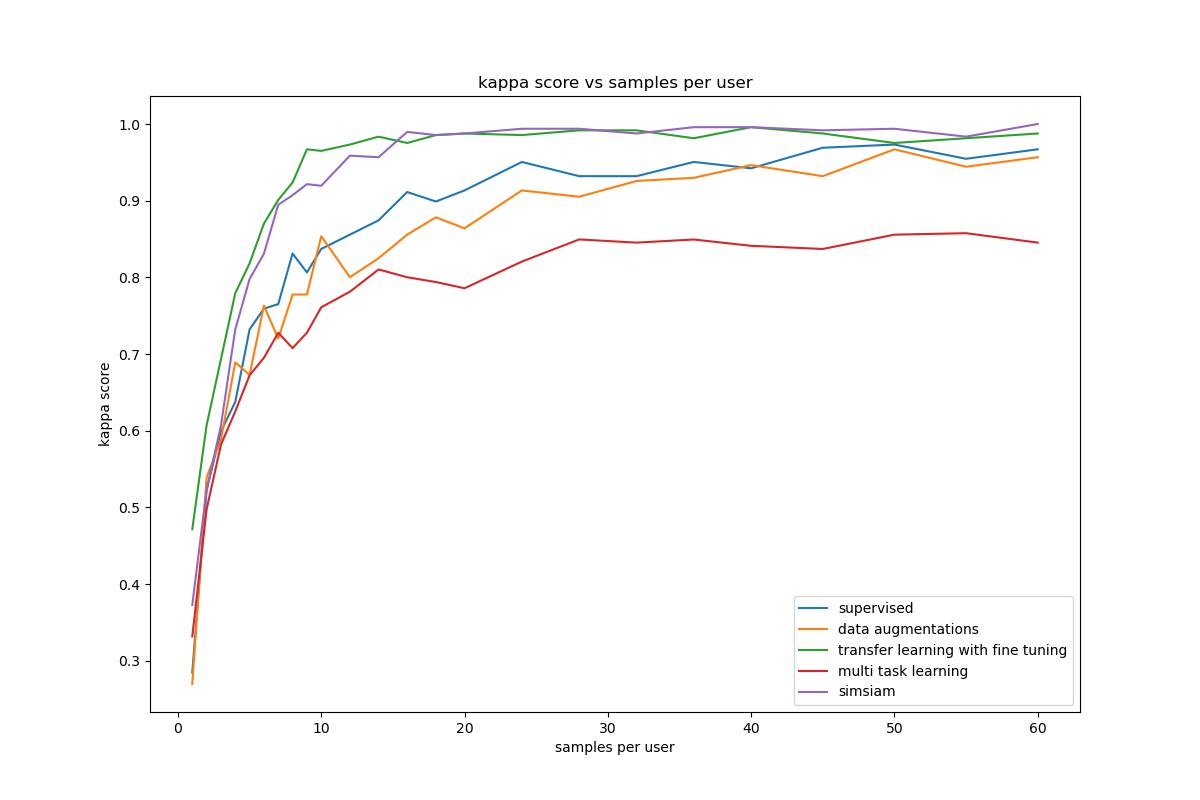 kappa score vs samples per user
1.0
0.9
0.8
0.7
0.6
0.5
0.4
0.3
kappa score
0
10
20
30
40
50
60
samples per user
supervised
data augmentations
transfer learning with fine tuning
multi task learning
simsiam